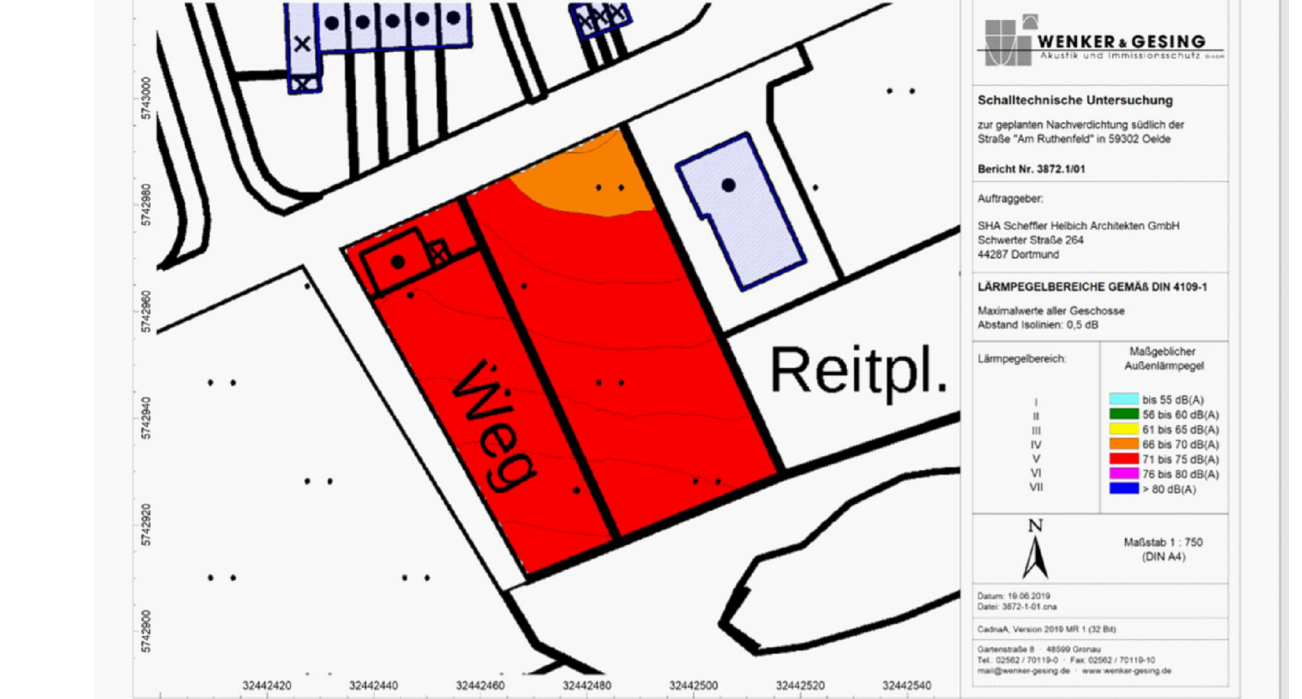 WENKER & GESING
Akustik und Immissionsschutz GmbH
Schalltechnische Untersuchung
zur geplanten Nachverdichtung südlich der
Straße "Am Ruthenfeld" in 59302 Oelde
Bericht Nr. 3872.1/01
Auftraggeber:
SHA Scheffler Helbich Architekten GmbH
Schwerter Straße 264
44287 Dortmund
LÄRMPEGELBEREICHE GEMÄß DIN 4109-1
Maximalwerte aller Geschosse
Abstand Isolinien: 0,5 dB
Lärmpegelbereich:
Maßgeblicher
Außenlärmpegel
I bis 55 dB(A)
II 56 bis 60 dB(A)
III 61 bis 65 dB(A)
IV 66 bis 70 dB(A)
V 71 bis 75 dB(A)
VI 76 bis 80 dB(A)
VII > 80 dB(A)
N
Maßstab 1 : 750
(DIN A4)
Datum: 19.06.2019
Datei: 3872-1-01.cna
CadnaA, Version 2019 MR 1 (32 Bit)
Gartenstraße 8 · 48599 Gronau
Tel.: 02562 / 70119-0 · Fax: 02562 / 70119-10
mail@wenker-gesing.de · www.wenker-gesing.de
Reitpl.
Weg
5743000
5742980
5742960
5742940
5742920
5742900
32442420
32442440
32442460
32442480
32442500
32442520
32442540